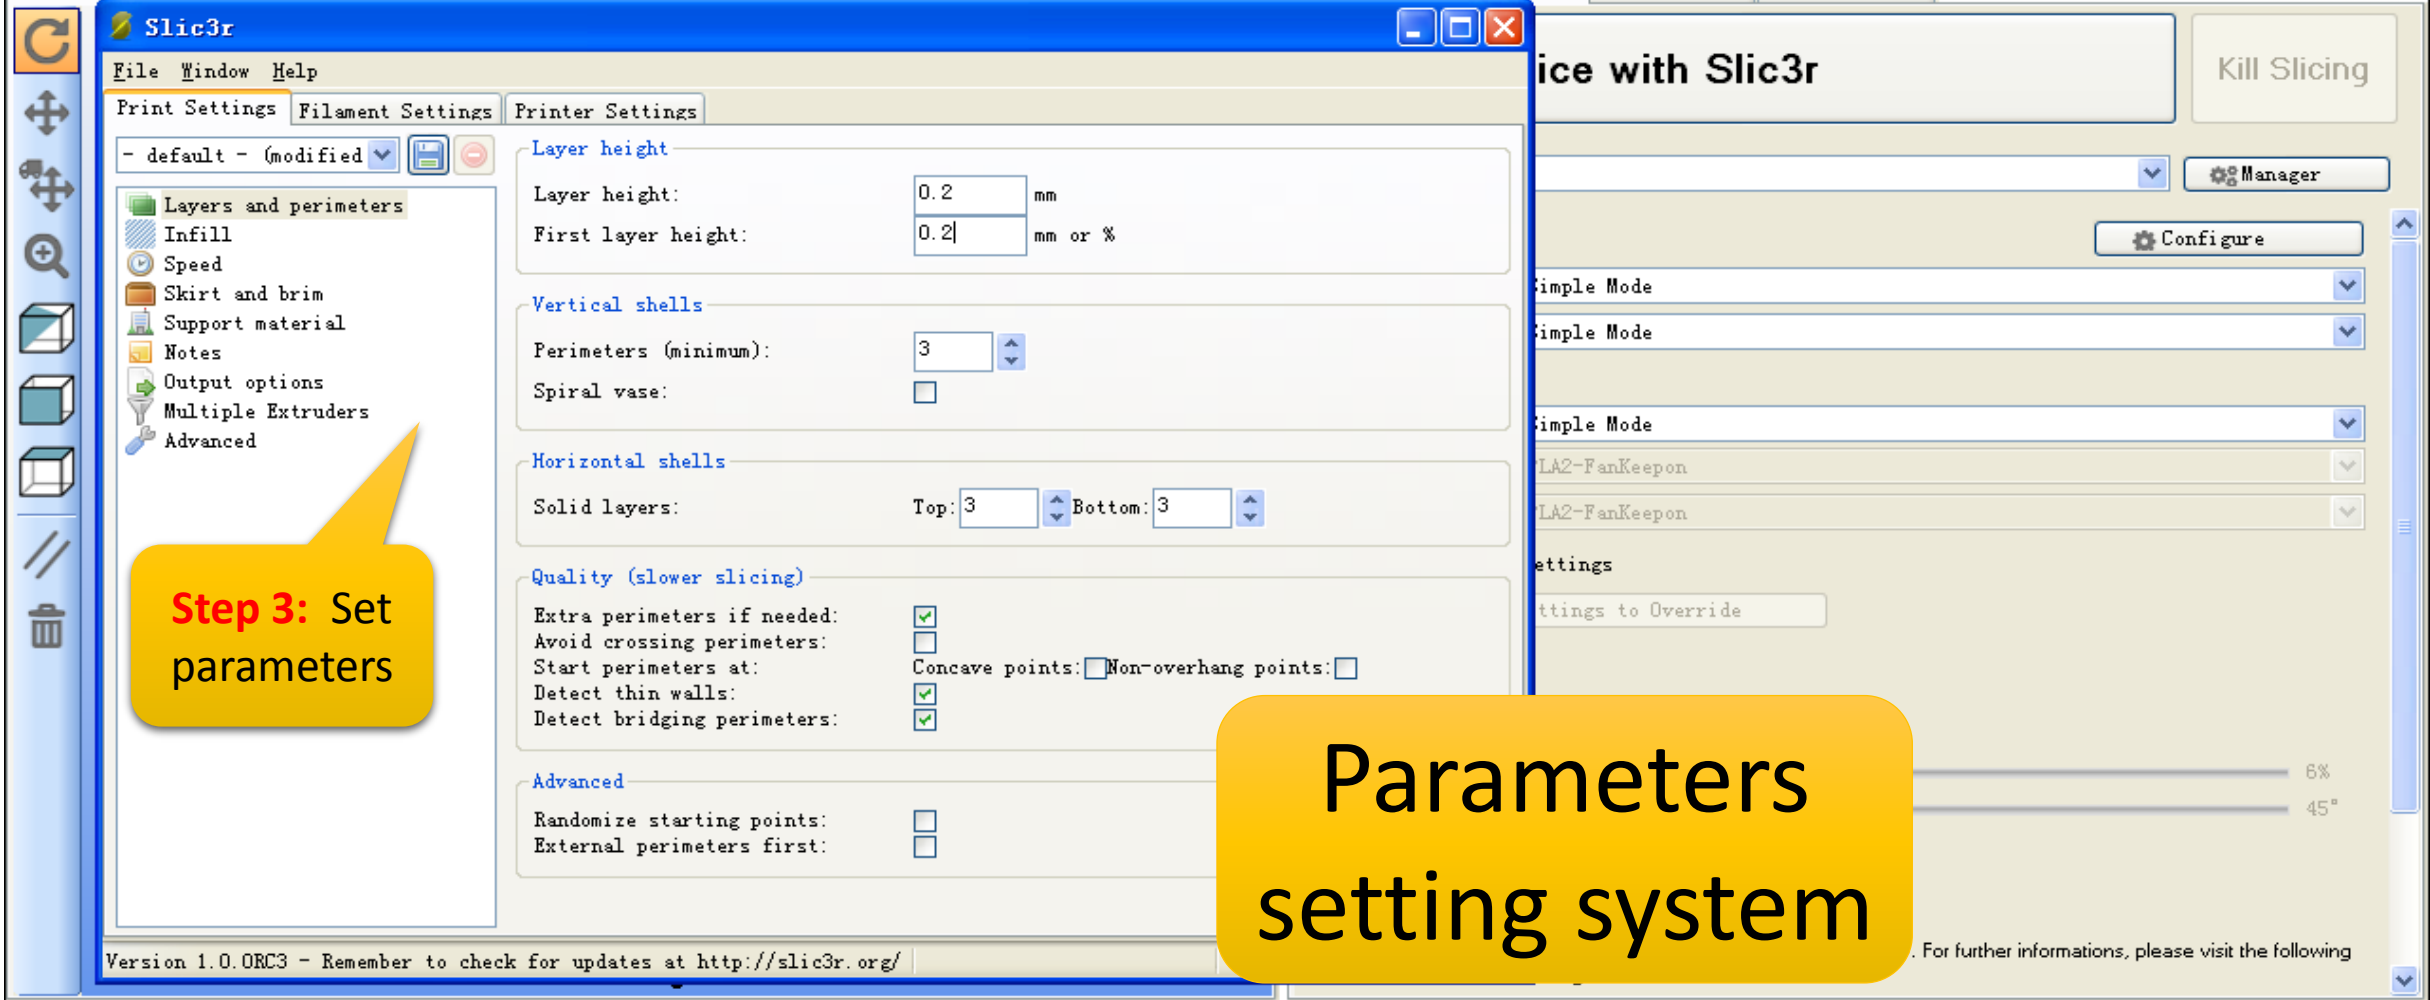 Slic3r
File Window Help
Print Settings Filament Settings Printer Settings
- default - (modified
Layers and perimeters
Infill
Speed
Skirt and brim
Support material
Notes
Output options
Multiple Extruders
Advanced
Step 3: Set
parameters
Layer height
Layer height: 0.2 mm
First layer height: 0.2 mm or %
Vertical shells
Perimeters (minimum): 3
Spiral vase:
Horizontal shells
Solid layers: Top: 3 Bottom: 3
Quality (slower slicing)
Extra perimeters if needed:
Avoid crossing perimeters:
Start perimeters at: Concave points: Non-overhang points:
Detect thin walls:
Detect bridging perimeters:
Advanced
Randomize starting points:
External perimeters first:
Version 1.0.0RC3 - Remember to check for updates at http://slic3r.org/
ice with Slic3r
Kill Slicing
Manager
Configure
imple Mode
imple Mode
imple Mode
LA2-FanKeepon
LA2-FanKeepon
ettings
ttings to Override
6%
45°
Parameters
setting system
. For further informations, please visit the following